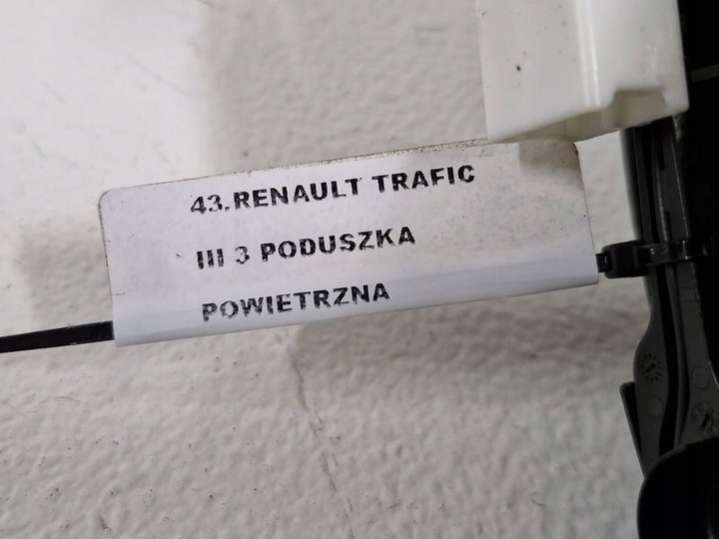 43.RENAULT TRAFIC
III 3 PODUSZKA
POWIETRZNA